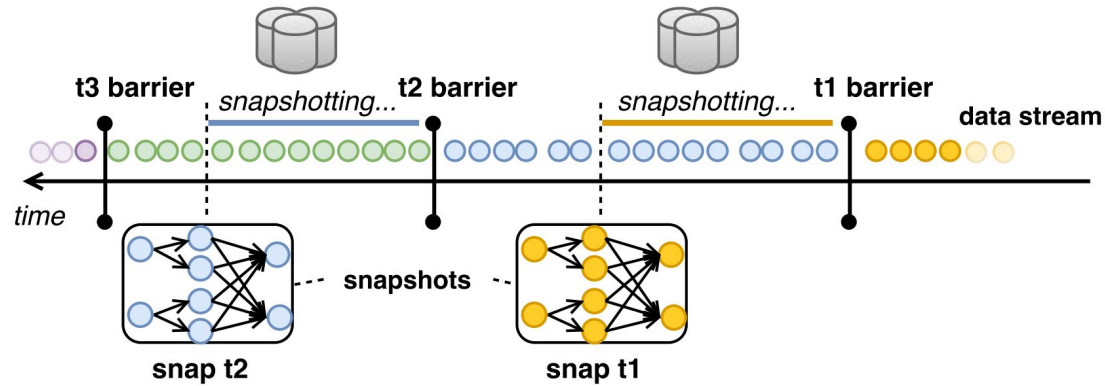 t3 barrier
snapshotting...
t2 barrier
snapshotting...
t1 barrier
data stream
time
snapshots
snap t2
snap t1